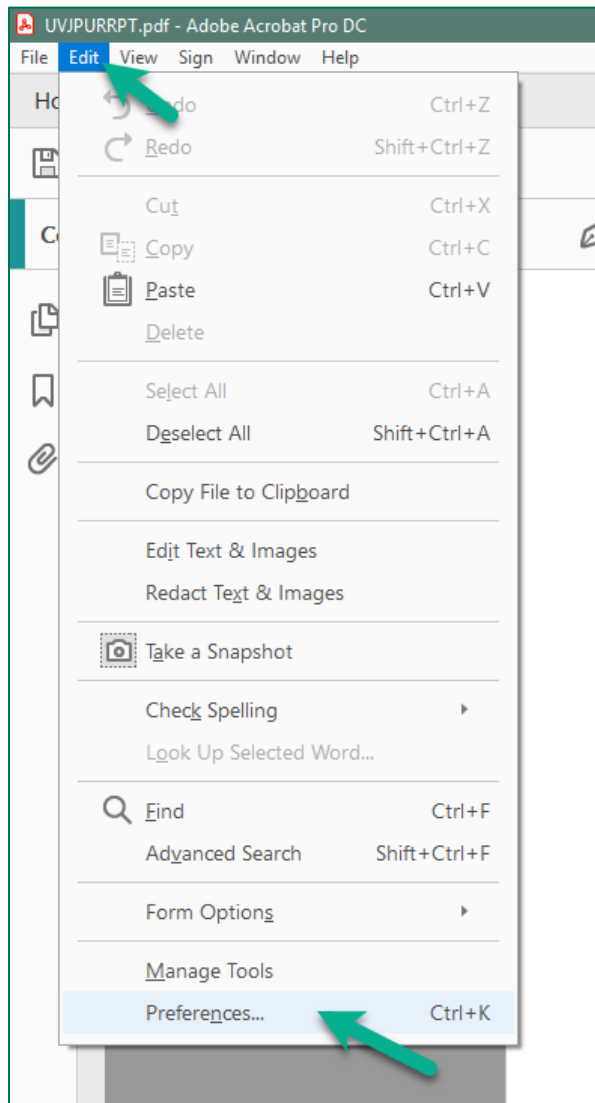 UVJPURRPT.pdf - Adobe Acrobat Pro DC
File Edit View Sign Window Help
Undo Ctrl+Z
Redo Shift+Ctrl+Z
Cut Ctrl+X
Copy Ctrl+C
Paste Ctrl+V
Delete
Select All Ctrl+A
Deselect All Shift+Ctrl+A
Copy File to Clipboard
Edit Text & Images
Redact Text & Images
Take a Snapshot
Check Spelling
Look Up Selected Word...
Find Ctrl+F
Advanced Search Shift+Ctrl+F
Form Options
Manage Tools
Preferences... Ctrl+K